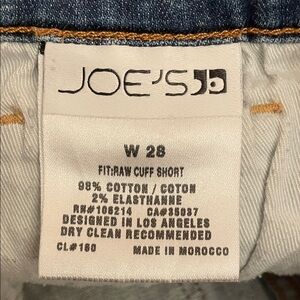 JOE'S
W 28
FIT:RAW CUFF SHORT
98% COTTON / COTON
2% ELASTHANNE
RN#106214 CA#35037
DESIGNED IN LOS ANGELES
DRY CLEAN RECOMMENDED
CL#160 MADE IN MOROCCO